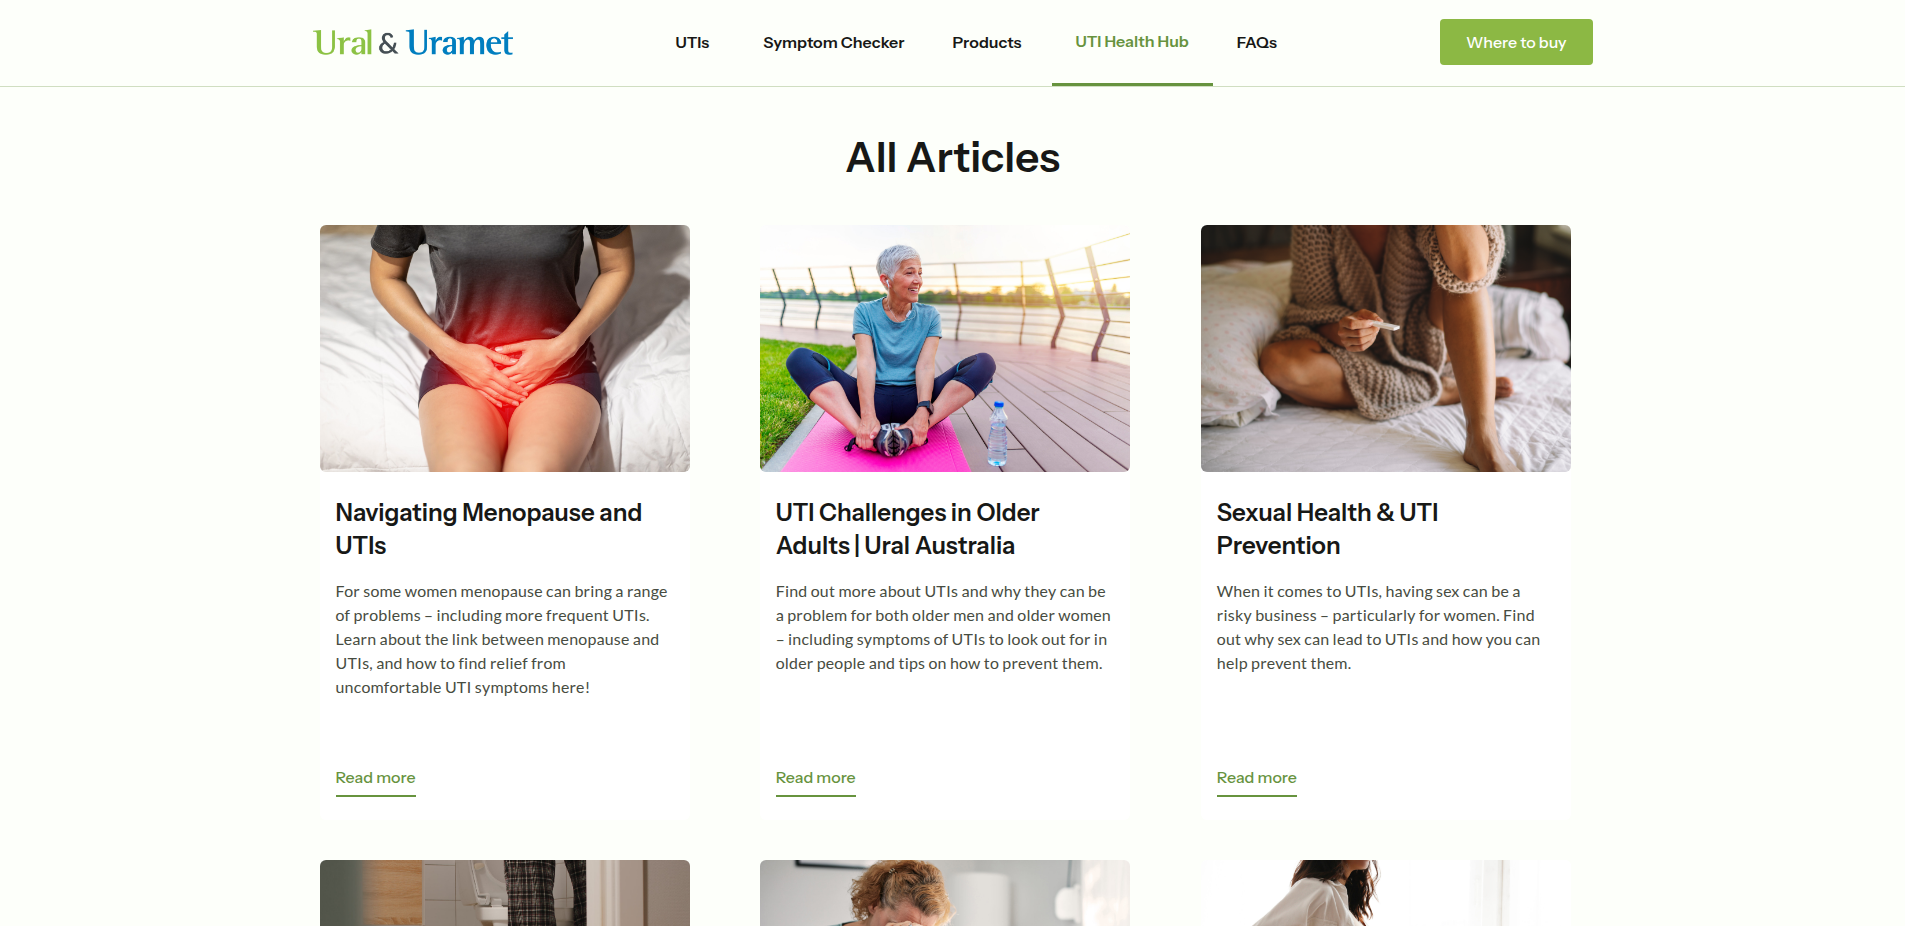 Ural & Uramet
UTIs
Symptom Checker
Products
UTI Health Hub
FAQs
Where to buy
All Articles
Navigating Menopause and
UTIs
For some women menopause can bring a range
of problems – including more frequent UTIs.
Learn about the link between menopause and
UTIs, and how to find relief from
uncomfortable UTI symptoms here!
Read more
UTI Challenges in Older
Adults | Ural Australia
Find out more about UTIs and why they can be
a problem for both older men and older women
– including symptoms of UTIs to look out for in
older people and tips on how to prevent them.
Read more
Sexual Health & UTI
Prevention
When it comes to UTIs, having sex can be a
risky business – particularly for women. Find
out why sex can lead to UTIs and how you can
help prevent them.
Read more